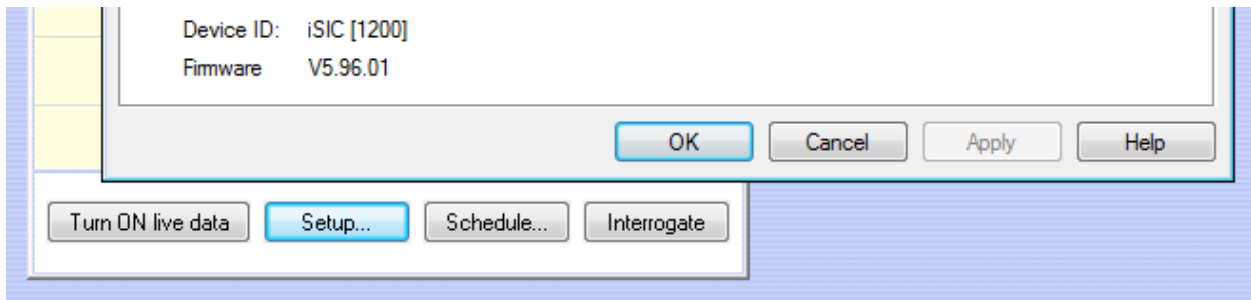 Device ID: iSIC [1200]
Firmware V5.96.01
OK Cancel Apply Help
Turn ON live data Setup... Schedule... Interrogate